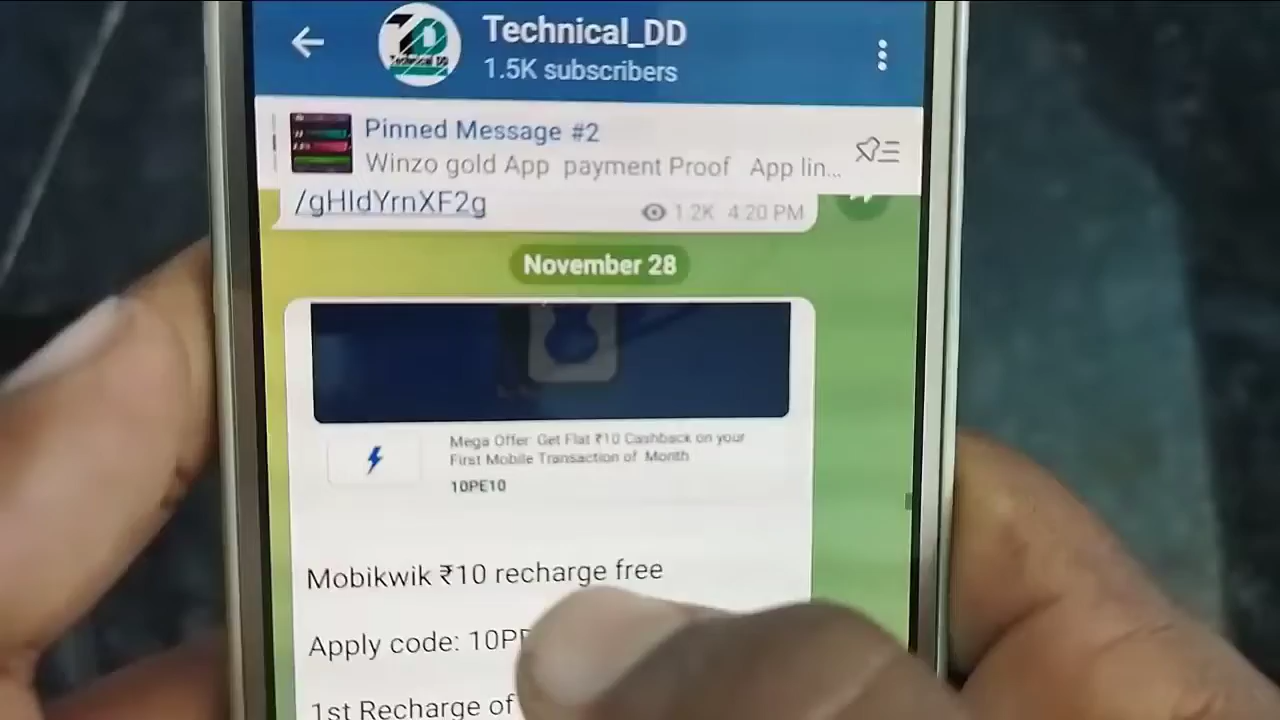 Technical_DD
1.5K subscribers
Pinned Message #2
Winzo gold App payment Proof App lin...
/gHldYrnXF2g
1.2K 4:20 PM
November 28
Mega Offer: Get Flat ₹10 Cashback on your
First Mobile Transaction of Month
10PE10
Mobikwik ₹10 recharge free
Apply code: 10PE
1st Recharge of